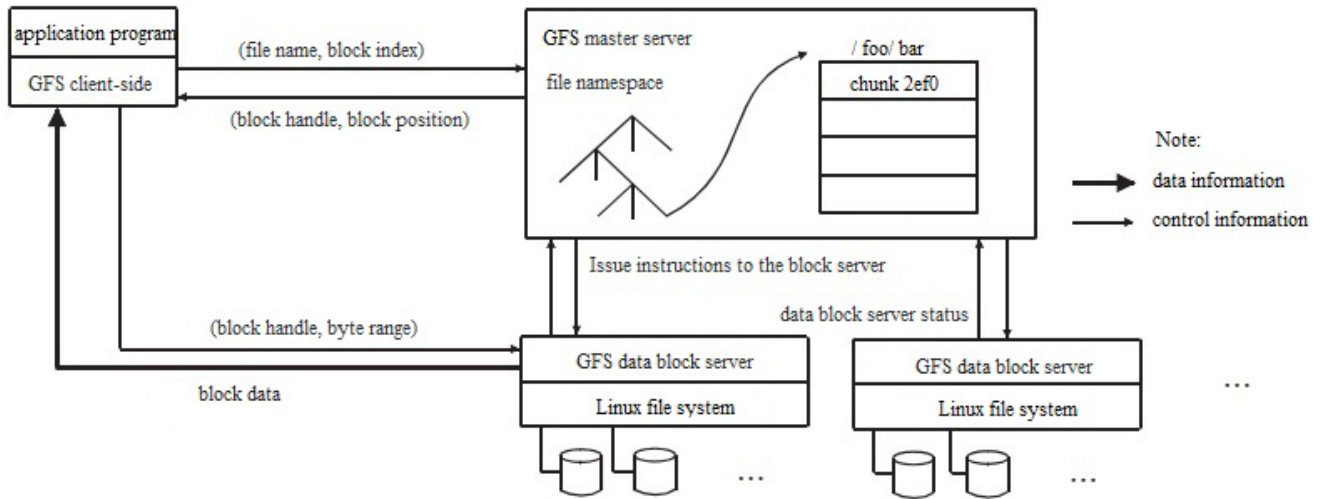 application program
GFS client-side
(file name, block index)
(block handle, block position)
GFS master server
file namespace
/ foo/ bar
chunk 2ef0
Note:
data information
control information
Issue instructions to the block server
data block server status
(block handle, byte range)
block data
GFS data block server
Linux file system
...
GFS data block server
Linux file system
...
...